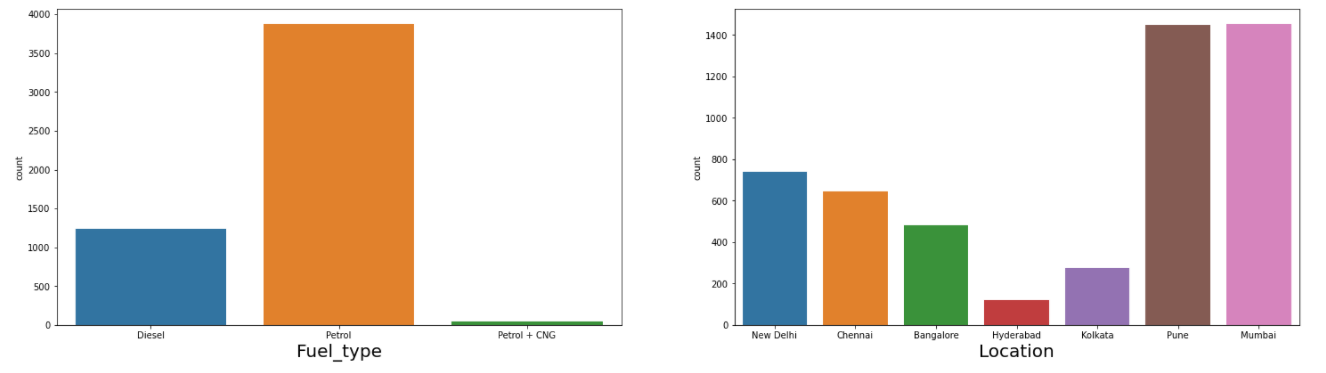 4000
3500
3000
2500
2000
1500
1000
500
0
count
Diesel Petrol Petrol + CNG
Fuel_type
1400
1200
1000
800
600
400
200
0
count
New Delhi Chennai Bangalore Hyderabad Kolkata Pune Mumbai
Location